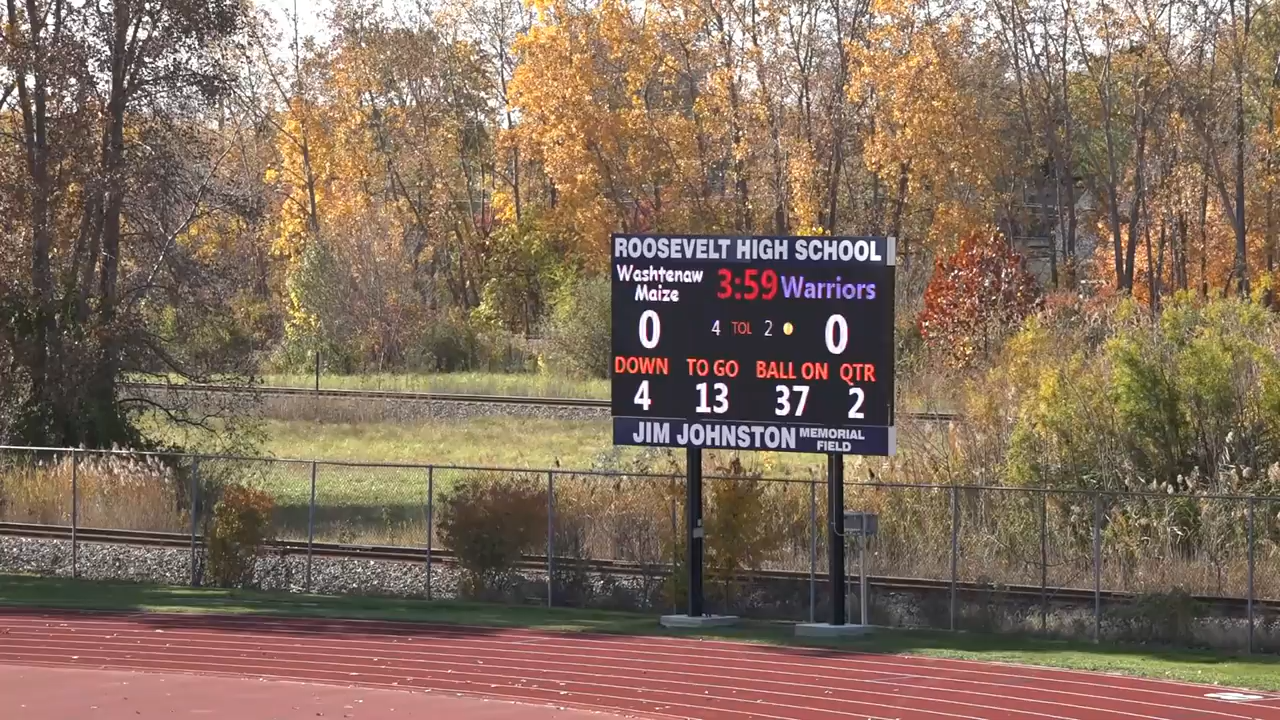 ROOSEVELT HIGH SCHOOL
Washtenaw
Maize
3:59
Warriors
0
4 TOL 2
0
DOWN TO GO BALL ON QTR
4 13 37 2
JIM JOHNSTON MEMORIAL
FIELD